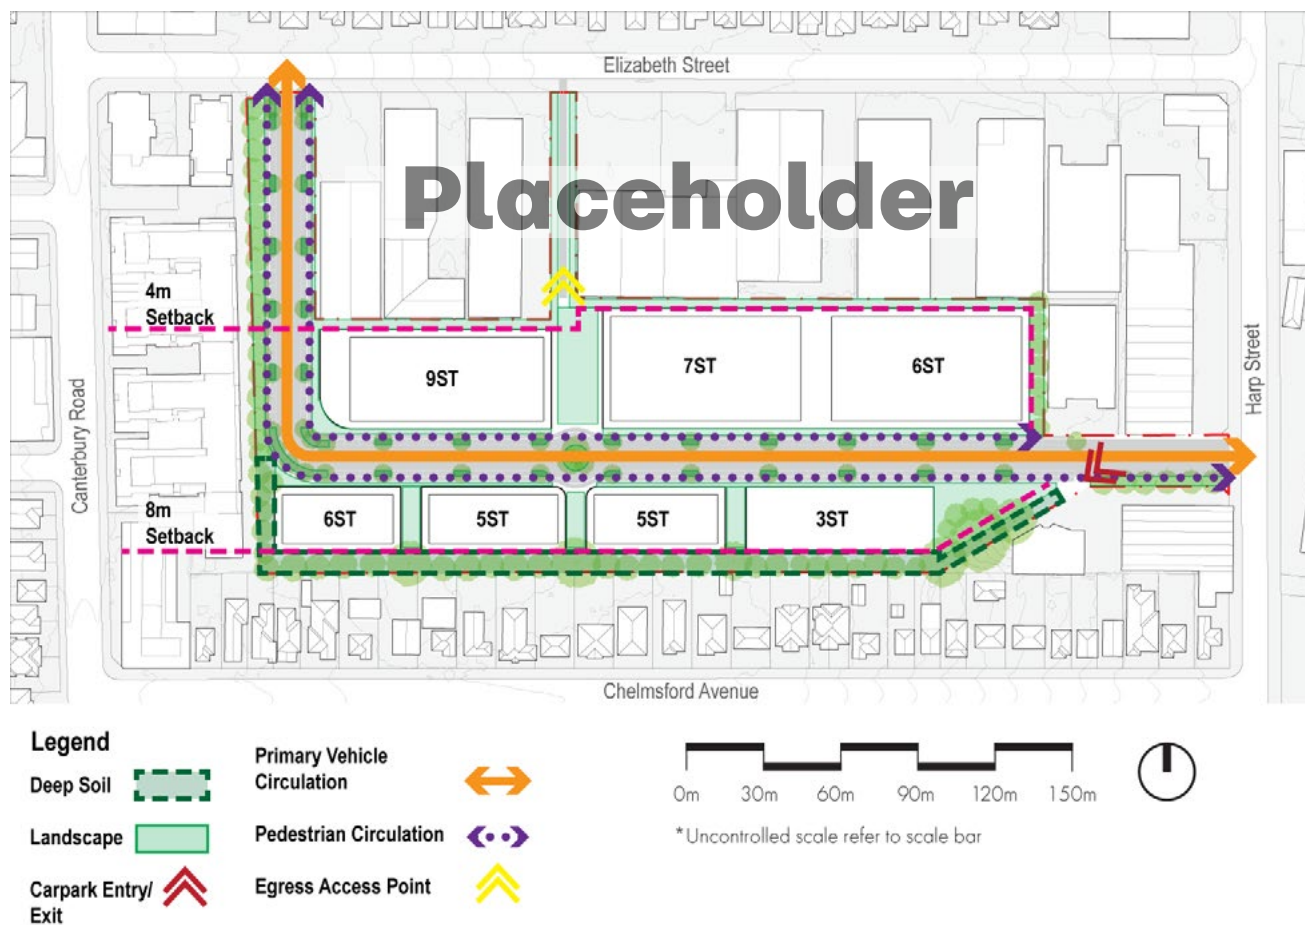 Elizabeth Street
Placeholder
4m
Setback
9ST
7ST
6ST
Harp Street
Canterbury Road
8m
Setback
6ST
5ST
5ST
3ST
Chelmsford Avenue
Legend
Deep Soil
Landscape
Carpark Entry/
Exit
Primary Vehicle
Circulation
Pedestrian Circulation
Egress Access Point
0m 30m 60m 90m 120m 150m
*Uncontrolled scale refer to scale bar